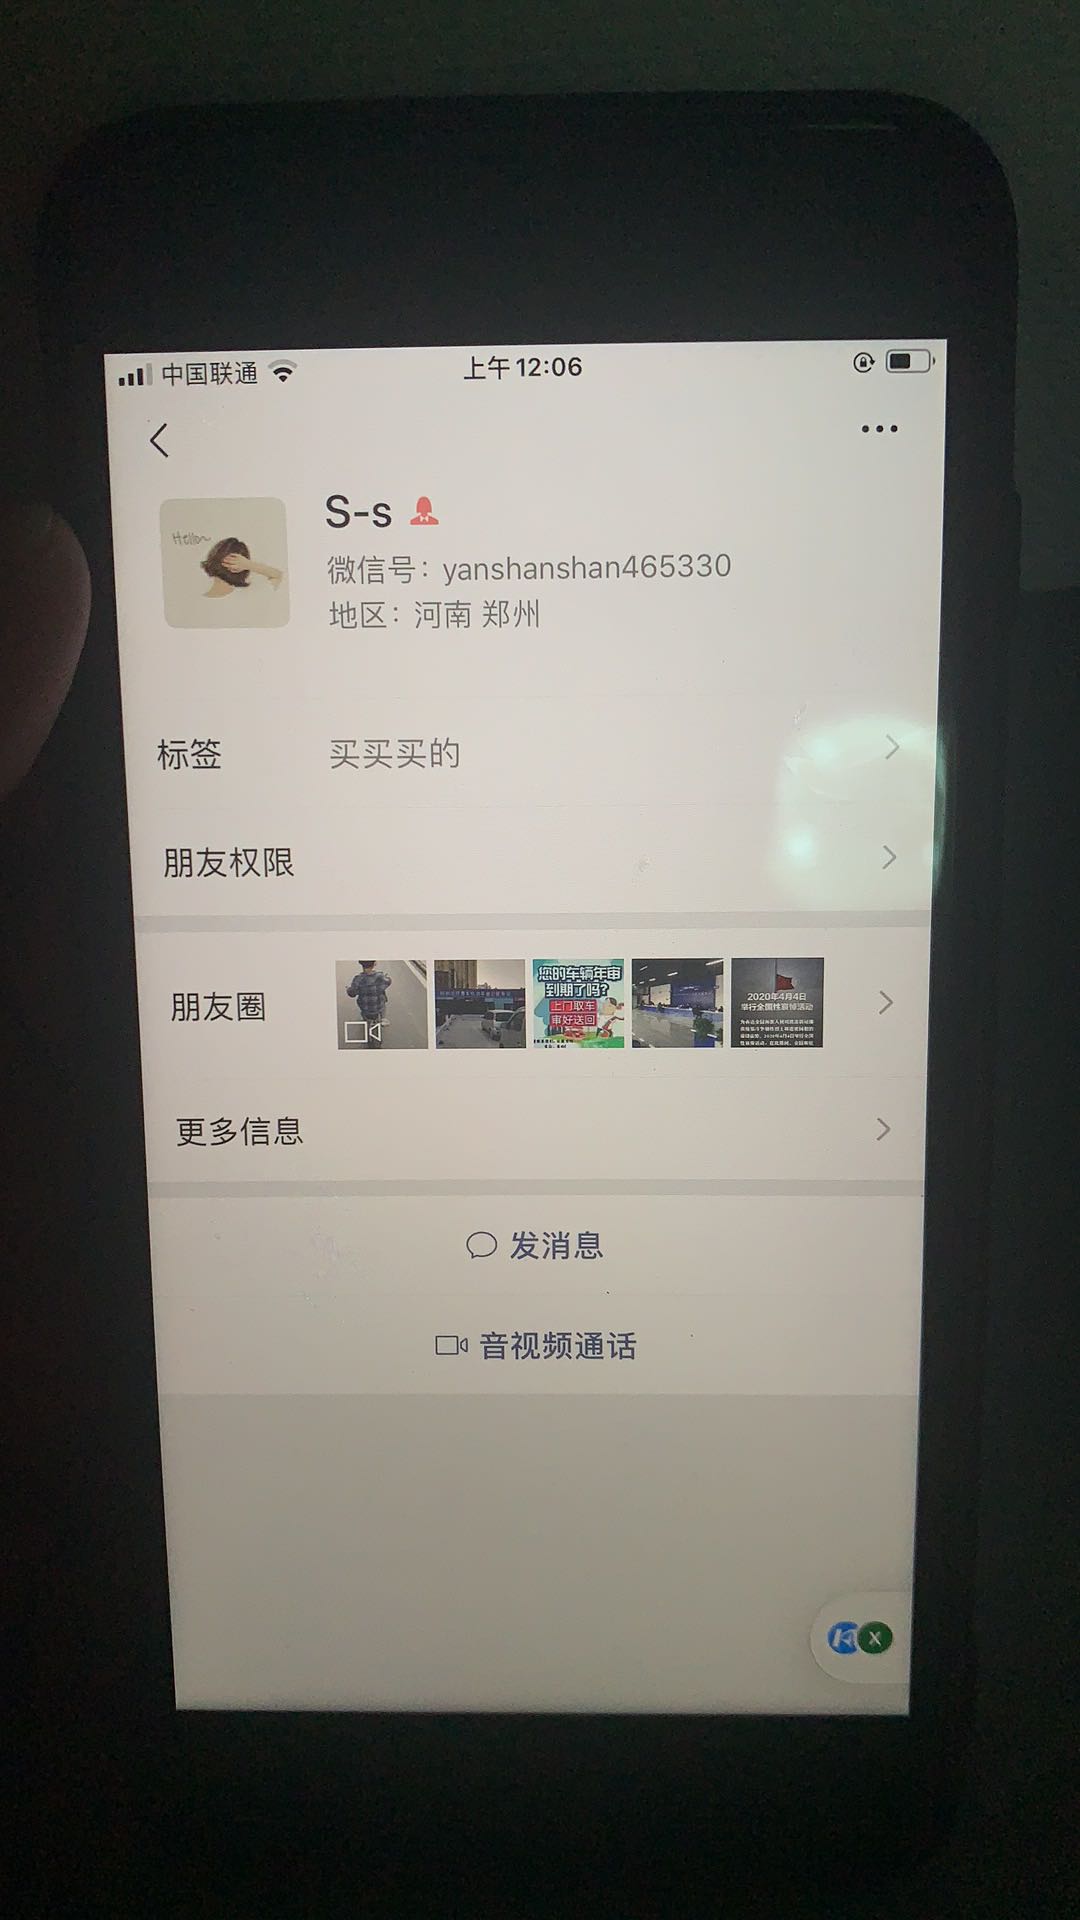 中国联通
上午12:06
S-s
微信号：yanshanshan465330
地区：河南 郑州
Hello~
标签
买买买的
朋友权限
朋友圈
您的车辆年审
到期了吗？
上门取车
审好送回
2020年4月4日
举行全国性哀悼活动
更多信息
发消息
音视频通话
X